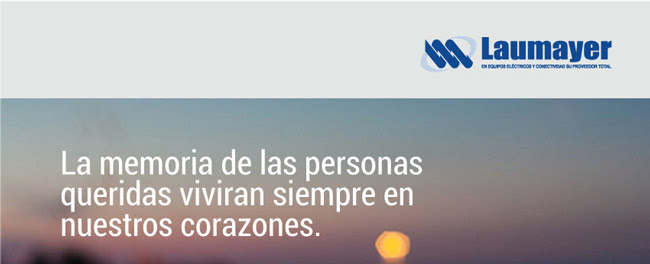 Laumayer
EN EQUIPOS ELÉCTRICOS Y CONECTIVIDAD SU PROVEEDOR TOTAL.
La memoria de las personas
queridas viviran siempre en
nuestros corazones.